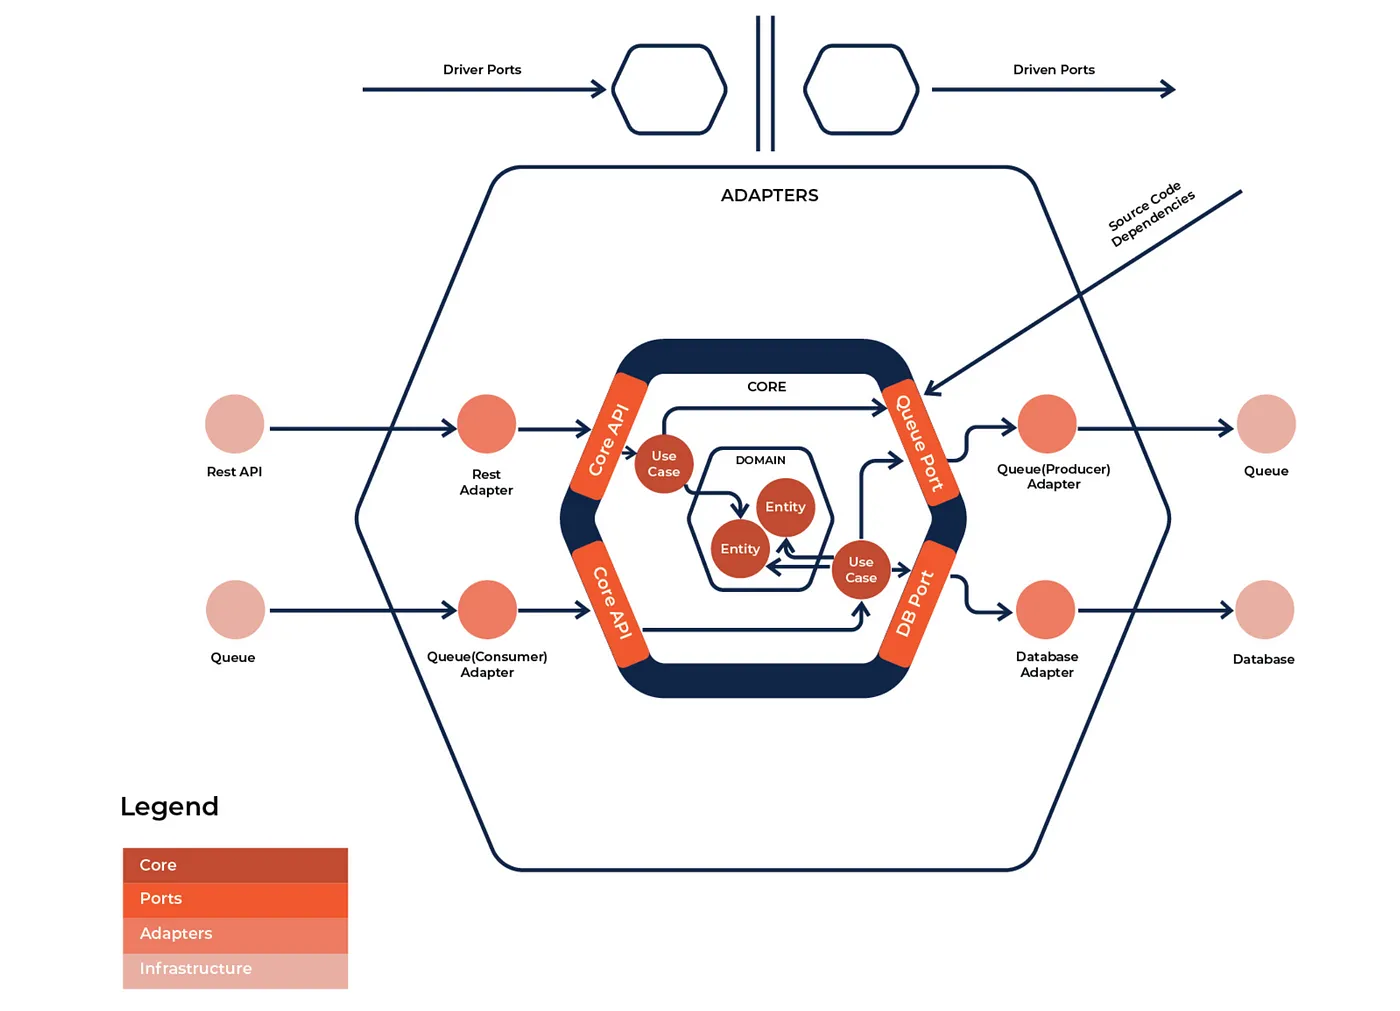 Driver Ports
Driven Ports
ADAPTERS
Source Code
Dependencies
CORE
Core API
Queue Port
Use
Case
DOMAIN
Entity
Entity
Use
Case
Core API
DB Port
Rest API
Rest
Adapter
Queue(Producer)
Adapter
Queue
Queue
Queue(Consumer)
Adapter
Database
Adapter
Database
Legend
Core
Ports
Adapters
Infrastructure